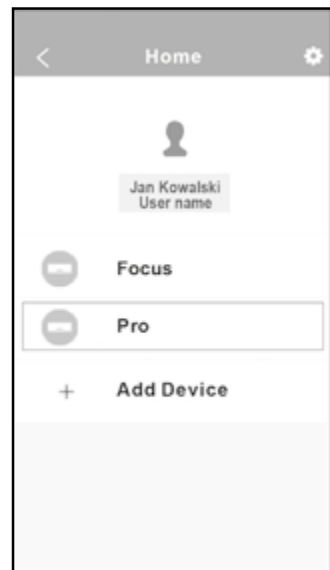 Home
Jan Kowalski
User name
Focus
Pro
+ Add Device